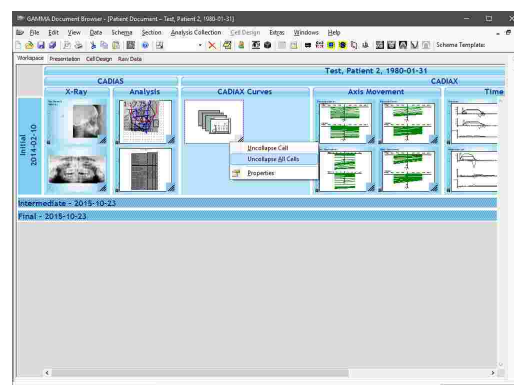 GAMMA Document Browser - [Patient Document - Test, Patient 2, 1980-01-31]
File Edit View Data Schema Section Analysis Collection Cell Design Extras Windows Help
Schema Template:
Workspace Presentation Cell Design Raw Data
Test, Patient 2, 1980-01-31
CADIAS CADIAX
X-Ray Analysis CADIAX Curves Axis Movement Time
Initial
2014-02-10
Uncollapse Cell
Uncollapse All Cells
Properties
Intermediate - 2015-10-23
Final - 2015-10-23